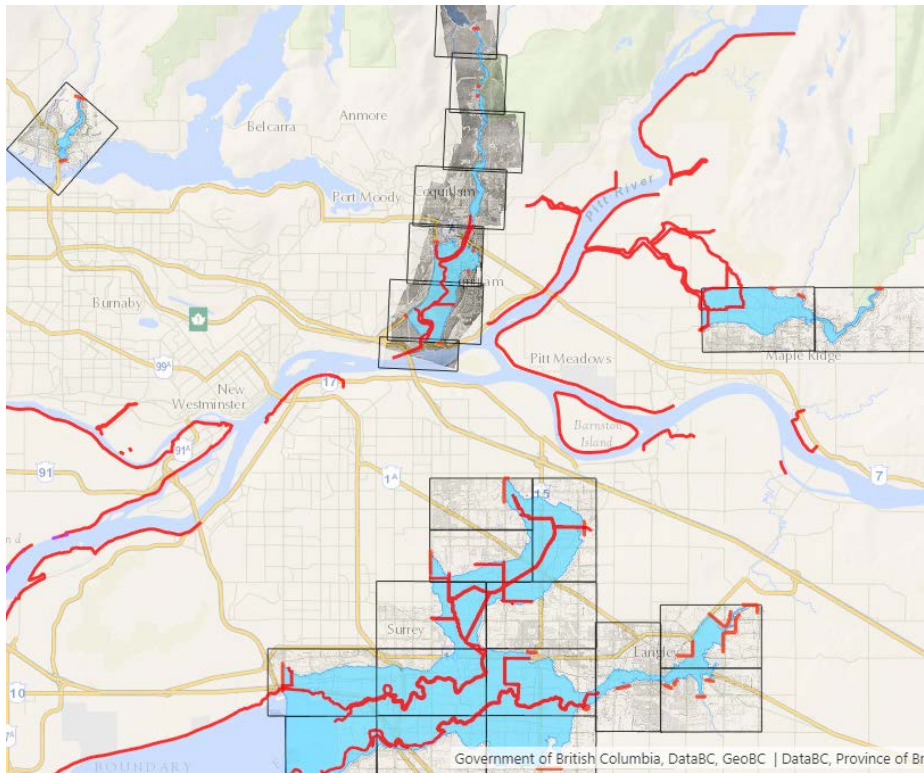 Anmore
Belcarra
Port Moody
Coquitlam
Pitt River
Burnaby
1
Pitt Meadows
Maple Ridge
99A
17
New
Westminster
Barnston
Island
91A
91
1A
15
7
Surrey
10
BOUNDARY
Government of British Columbia, DataBC, GeoBC | DataBC, Province of Br